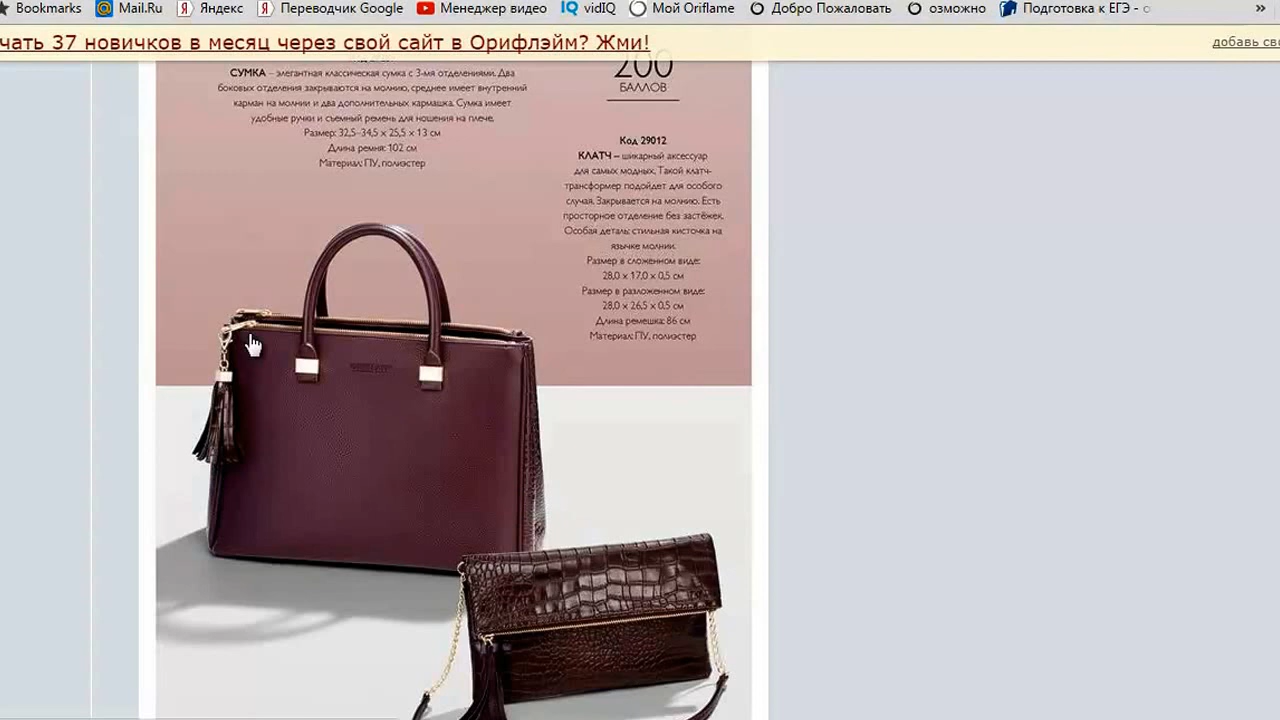 Bookmarks Mail.Ru Яндекс Переводчик Google Менеджер видео vidIQ Мой Oriflame Добро Пожаловать озможно Подготовка к ЕГЭ - »
чать 37 новичков в месяц через свой сайт в Орифлэйм? Жми! добавь сво
СУМКА – элегантная классическая сумка с 3-мя отделениями. Два
боковых отделения закрываются на молнию, среднее имеет внутренний
карман на молнии и два дополнительных кармашка. Сумка имеет
удобные ручки и съемный ремень для ношения на плече.
Размер: 32,5–34,5 x 25,5 x 13 см
Длина ремня: 102 см
Материал: ПУ, полиэстер
200
БАЛЛОВ
Код 29012
КЛАТЧ – шикарный аксессуар
для самых модных. Такой клатч-
трансформер подойдет для особого
случая. Закрывается на молнию. Есть
просторное отделение без застёжек.
Особая деталь: стильная кисточка на
язычке молнии.
Размер в сложенном виде:
28,0 x 17,0 x 0,5 см
Размер в разложенном виде:
28,0 x 26,5 x 0,5 см
Длина ремешка: 86 см
Материал: ПУ, полиэстер